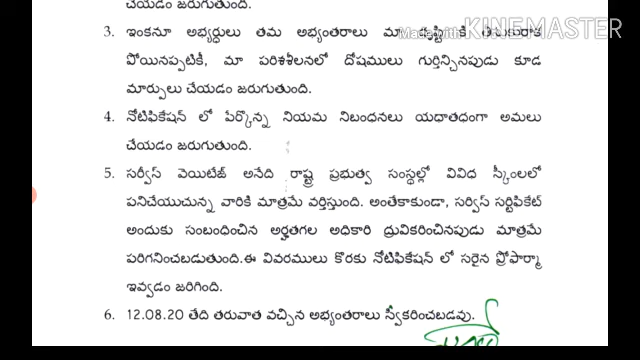 చేయడం జరుగుతుంది.
3. ఇంకనూ అభ్యర్థులు తమ అభ్యంతరాలు మా దృష్టికి తీసుకురాక
Made with KINEMASTER
పోయినప్పటికీ, మా పరిశీలనలో దోషములు గుర్తిన్చినపుడు కూడ
మార్పులు చేయడం జరుగుతుంది.
4. నోటిఫికేషన్ లో పేర్కొన్న నియమ నిబంధనలు యధాతధంగా అమలు
చేయడం జరుగుతుంది.
5. సర్వీస్ వెయిటేజ్ అనేది రాష్ట్ర ప్రభుత్వ సంస్థల్లో వివిధ స్కీంలలో
పనిచేయుచున్న వారికి మాత్రమే వర్తిస్తుంది. అంతేకాకుండా, సర్విస్ సర్టిఫికేట్
అందుకు సంబంధించిన అర్హతగల అధికారి ధ్రువికరించినపుడు మాత్రమే
పరిగనించబడుతుంది.ఈ వివరములు కొరకు నోటిఫికేషన్ లో సరైన ప్రోఫార్మా
ఇవ్వడం జరిగింది.
6. 12.08.20 తేది తరువాత వచ్చిన అభ్యంతరాలు స్వీకరించబడవు.